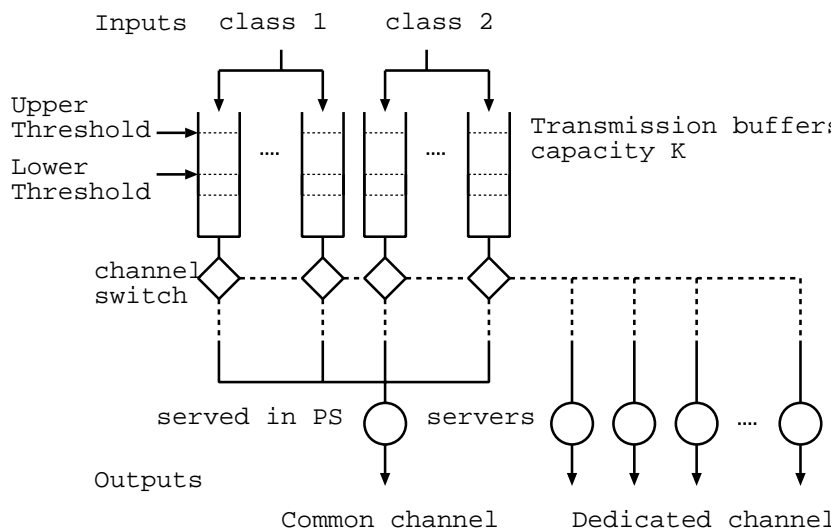 Inputs class 1 class 2
Upper
Threshold
Transmission buffers
capacity K
Lower
Threshold
....
....
channel
switch
served in PS
servers
....
Outputs
Common channel
Dedicated channel